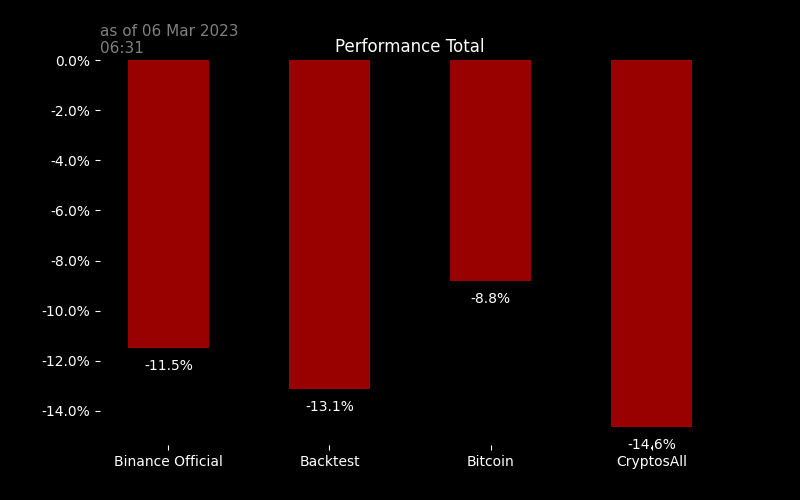 as of 06 Mar 2023
06:31
Performance Total
0.0%
-2.0%
-4.0%
-6.0%
-8.0%
-10.0%
-12.0%
-14.0%
-11.5%
-13.1%
-8.8%
-14.6%
Binance Official
Backtest
Bitcoin
CryptosAll